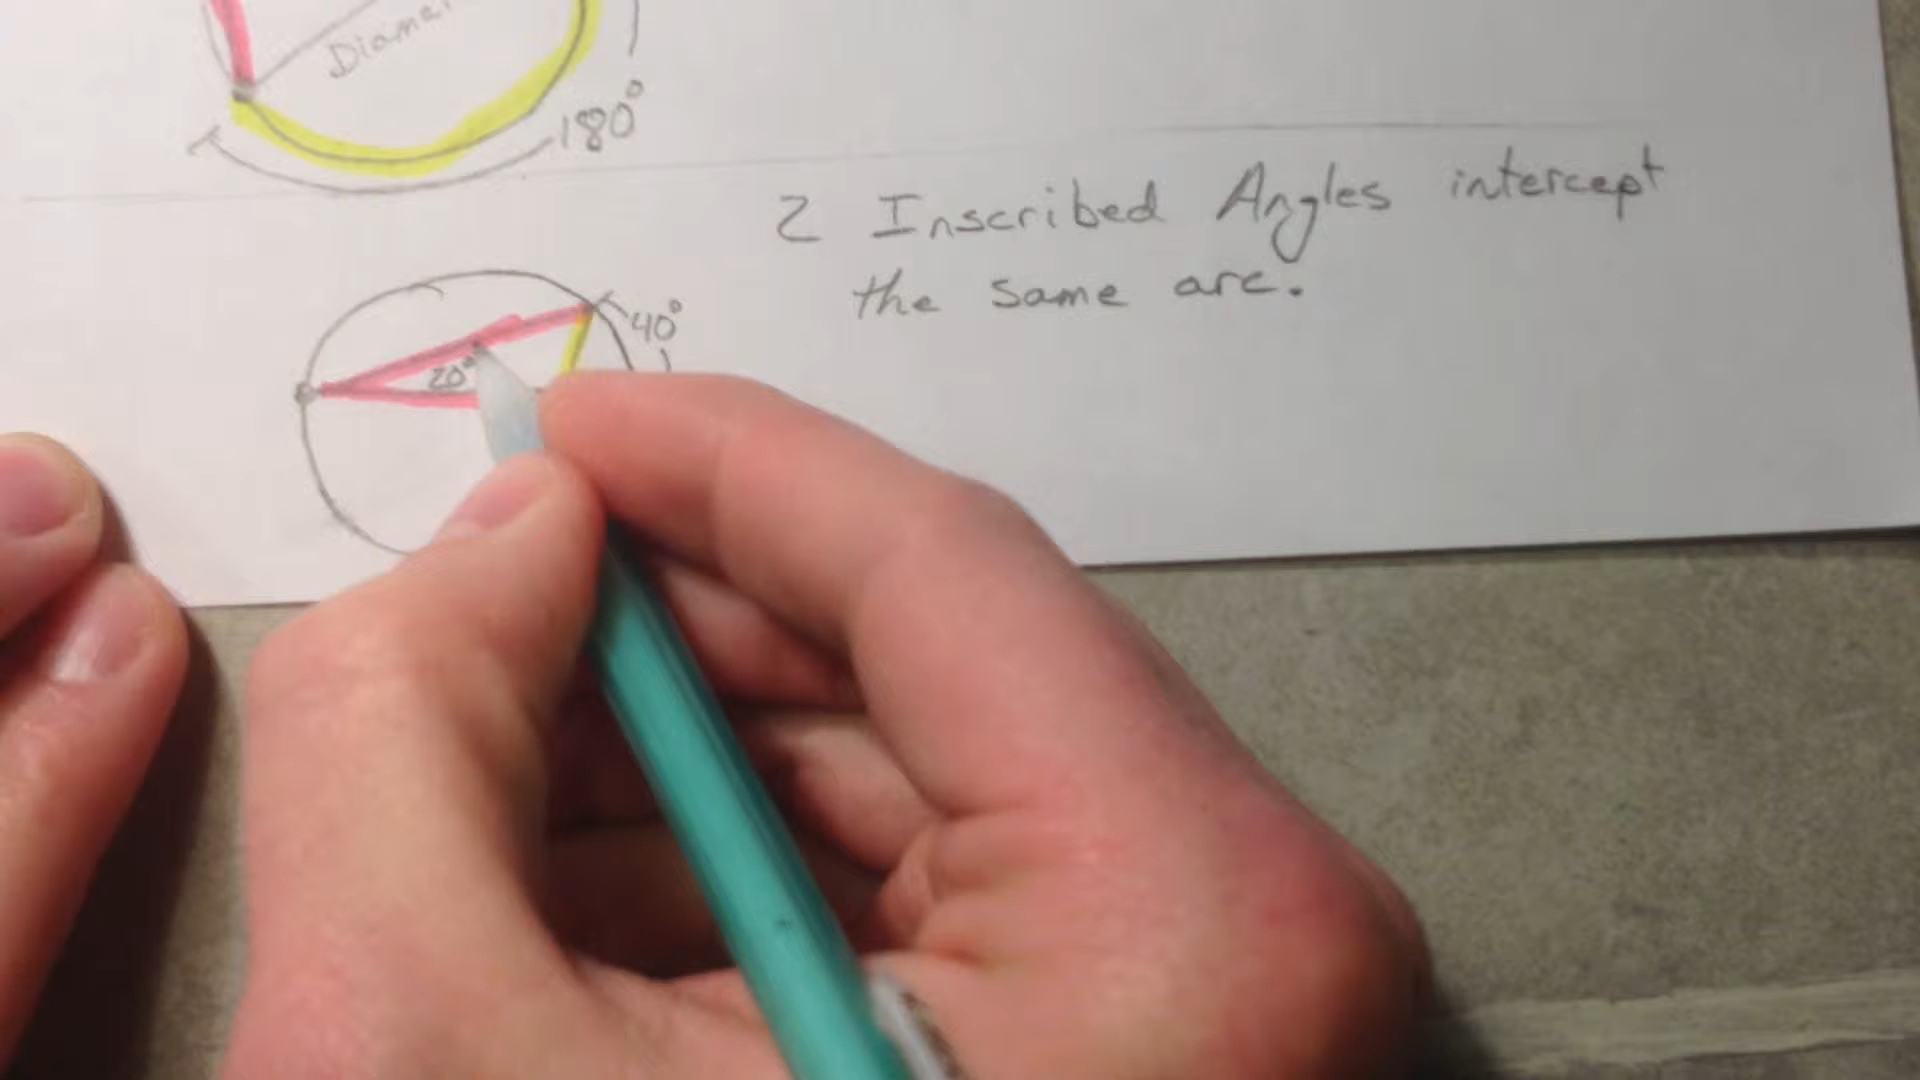 180°
2 Inscribed Angles intercept
the same arc.
40°
20°